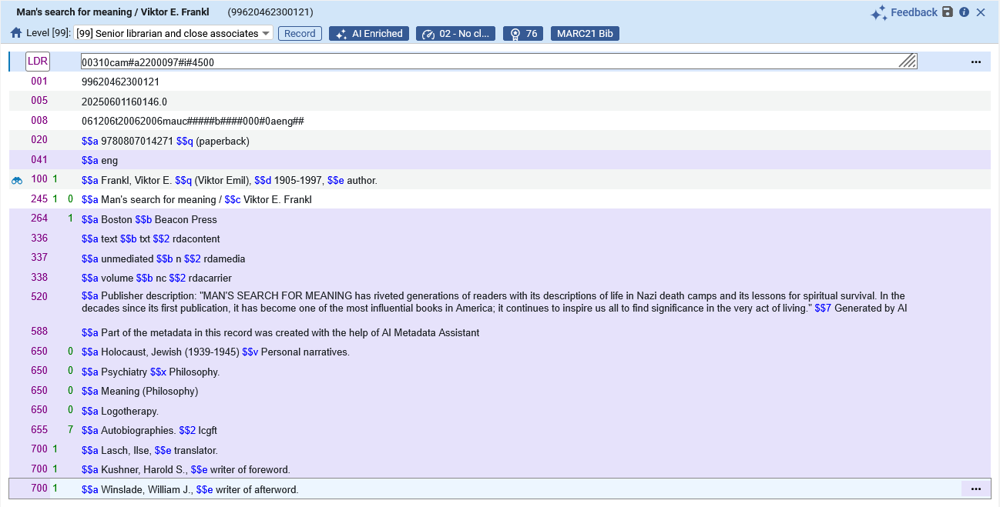 Man's search for meaning / Viktor E. Frankl (99620462300121) Feedback
Level [99]: [99] Senior librarian and close associates Record AI Enriched 02 - No cl... 76 MARC21 Bib
LDR 00310cam#a2200097#i#4500
001 99620462300121
005 20250601160146.0
008 061206t20062006mauc#####b####000#0aeng##
020 $$a 9780807014271 $$q (paperback)
041 $$a eng
100 1 $$a Frankl, Viktor E. $$q (Viktor Emil), $$d 1905-1997, $$e author.
245 1 0 $$a Man's search for meaning / $$c Viktor E. Frankl
264 1 $$a Boston $$b Beacon Press
336 $$a text $$b txt $$2 rdacontent
337 $$a unmediated $$b n $$2 rdamedia
338 $$a volume $$b nc $$2 rdacarrier
520 $$a Publisher description: "MAN'S SEARCH FOR MEANING has riveted generations of readers with its descriptions of life in Nazi death camps and its lessons for spiritual survival. In the
decades since its first publication, it has become one of the most influential books in America; it continues to inspire us all to find significance in the very act of living." $$7 Generated by AI
588 $$a Part of the metadata in this record was created with the help of AI Metadata Assistant
650 0 $$a Holocaust, Jewish (1939-1945) $$v Personal narratives.
650 0 $$a Psychiatry $$x Philosophy.
650 0 $$a Meaning (Philosophy)
650 0 $$a Logotherapy.
655 7 $$a Autobiographies. $$2 lcgft
700 1 $$a Lasch, Ilse, $$e translator.
700 1 $$a Kushner, Harold S., $$e writer of foreword.
700 1 $$a Winslade, William J., $$e writer of afterword.